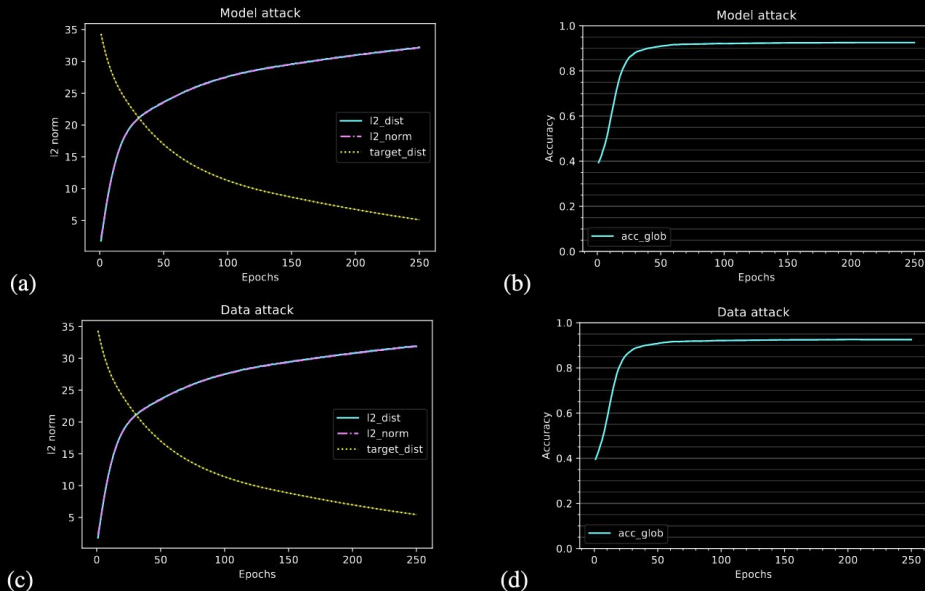 Model attack
35
30
25
20
15
10
5
l2 norm
l2_dist
l2_norm
target_dist
0 50 100 150 200 250
Epochs
(a)
Model attack
1.0
0.8
0.6
0.4
0.2
0.0
Accuracy
acc_glob
0 50 100 150 200 250
Epochs
(b)
Data attack
35
30
25
20
15
10
5
l2 norm
l2_dist
l2_norm
target_dist
0 50 100 150 200 250
Epochs
(c)
Data attack
1.0
0.8
0.6
0.4
0.2
0.0
Accuracy
acc_glob
0 50 100 150 200 250
Epochs
(d)